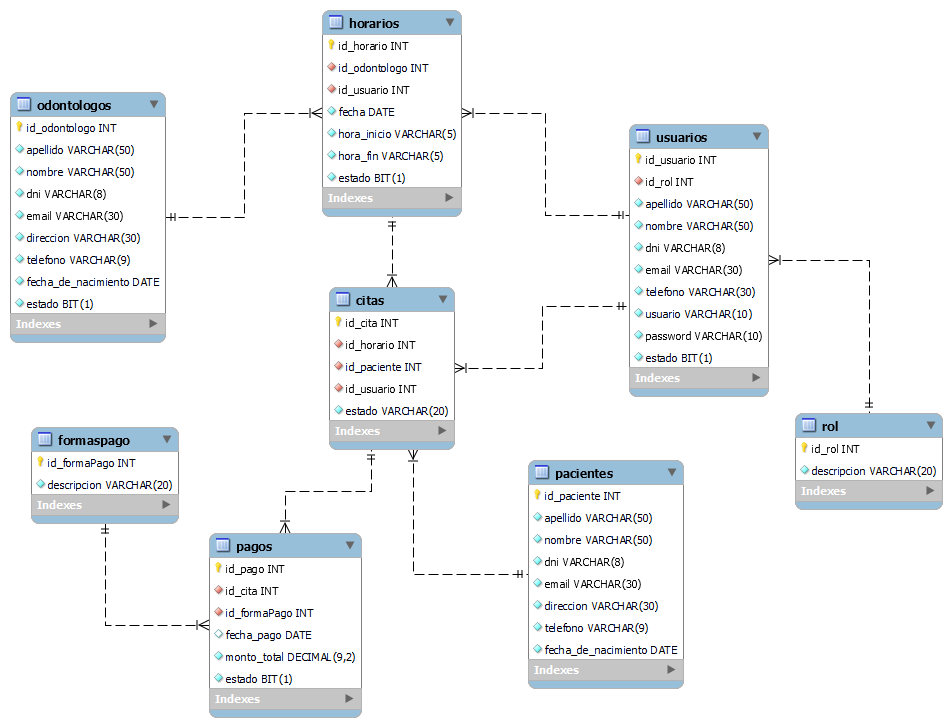 horarios
id_horario INT
id_odontologo INT
id_usuario INT
fecha DATE
hora_inicio VARCHAR(5)
hora_fin VARCHAR(5)
estado BIT(1)
Indexes
odontologos
id_odontologo INT
apellido VARCHAR(50)
nombre VARCHAR(50)
dni VARCHAR(8)
email VARCHAR(30)
direccion VARCHAR(30)
telefono VARCHAR(9)
fecha_de_nacimiento DATE
estado BIT(1)
Indexes
usuarios
id_usuario INT
id_rol INT
apellido VARCHAR(50)
nombre VARCHAR(50)
dni VARCHAR(8)
email VARCHAR(30)
telefono VARCHAR(30)
usuario VARCHAR(10)
password VARCHAR(10)
estado BIT(1)
Indexes
citas
id_cita INT
id_horario INT
id_paciente INT
id_usuario INT
estado VARCHAR(20)
Indexes
rol
id_rol INT
descripcion VARCHAR(20)
Indexes
formaspago
id_formaPago INT
descripcion VARCHAR(20)
Indexes
pacientes
id_paciente INT
apellido VARCHAR(50)
nombre VARCHAR(50)
dni VARCHAR(8)
email VARCHAR(30)
direccion VARCHAR(30)
telefono VARCHAR(9)
fecha_de_nacimiento DATE
Indexes
pagos
id_pago INT
id_cita INT
id_formaPago INT
fecha_pago DATE
monto_total DECIMAL(9,2)
estado BIT(1)
Indexes